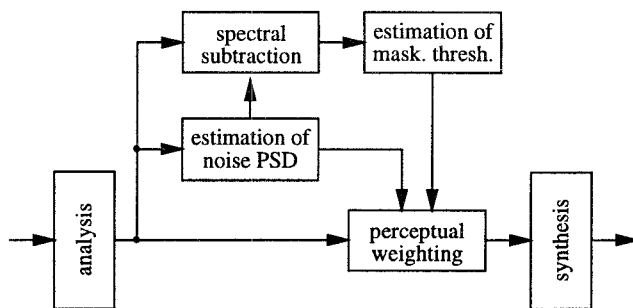 spectral
subtraction
estimation of
mask. thresh.
estimation of
noise PSD
analysis
perceptual
weighting
synthesis